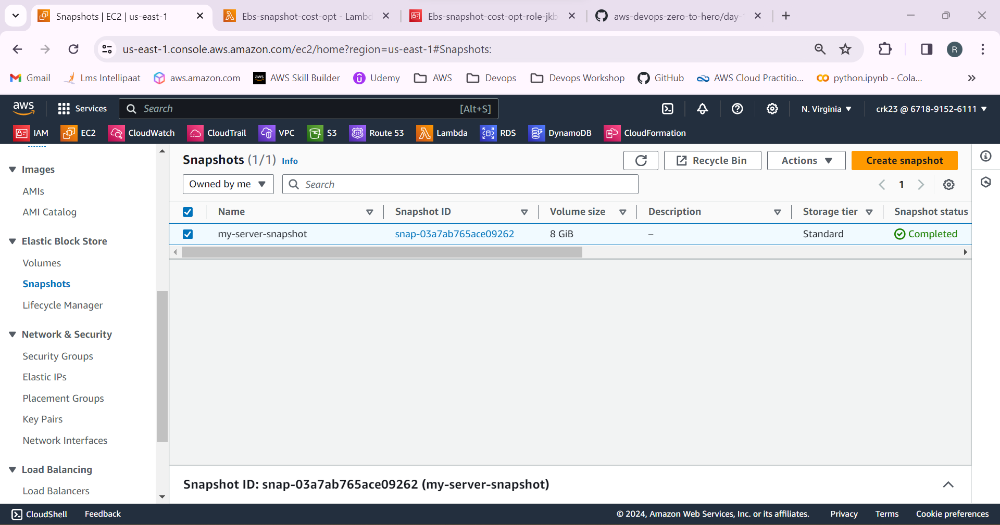 Snapshots | EC2 | us-east-1
Ebs-snapshot-cost-opt - Lambd
Ebs-snapshot-cost-opt-role-jkb
aws-devops-zero-to-hero/day-
us-east-1.console.aws.amazon.com/ec2/home?region=us-east-1#Snapshots:
R
Gmail
Lms Intellipaat
aws.amazon.com
aws
AWS Skill Builder
Udemy
AWS
Devops
Devops Workshop
GitHub
AWS Cloud Practitio...
python.ipynb - Cola...
aws
Services
Search
[Alt+S]
N. Virginia
crk23 @ 6718-9152-6111
IAM
EC2
CloudWatch
CloudTrail
VPC
S3
53
Route 53
Lambda
RDS
DynamoDB
CloudFormation
Images
AMIs
AMI Catalog
Elastic Block Store
Volumes
Snapshots
Lifecycle Manager
Network & Security
Security Groups
Elastic IPs
Placement Groups
Key Pairs
Network Interfaces
Load Balancing
Load Balancers
Snapshots (1/1) Info
Recycle Bin
Actions
Create snapshot
Owned by me
Search
1
Name
Snapshot ID
Volume size
Description
Storage tier
Snapshot status
my-server-snapshot
snap-03a7ab765ace09262
8 GiB
–
Standard
Completed
Snapshot ID: snap-03a7ab765ace09262 (my-server-snapshot)
CloudShell
Feedback
© 2024, Amazon Web Services, Inc. or its affiliates.
Privacy
Terms
Cookie preferences